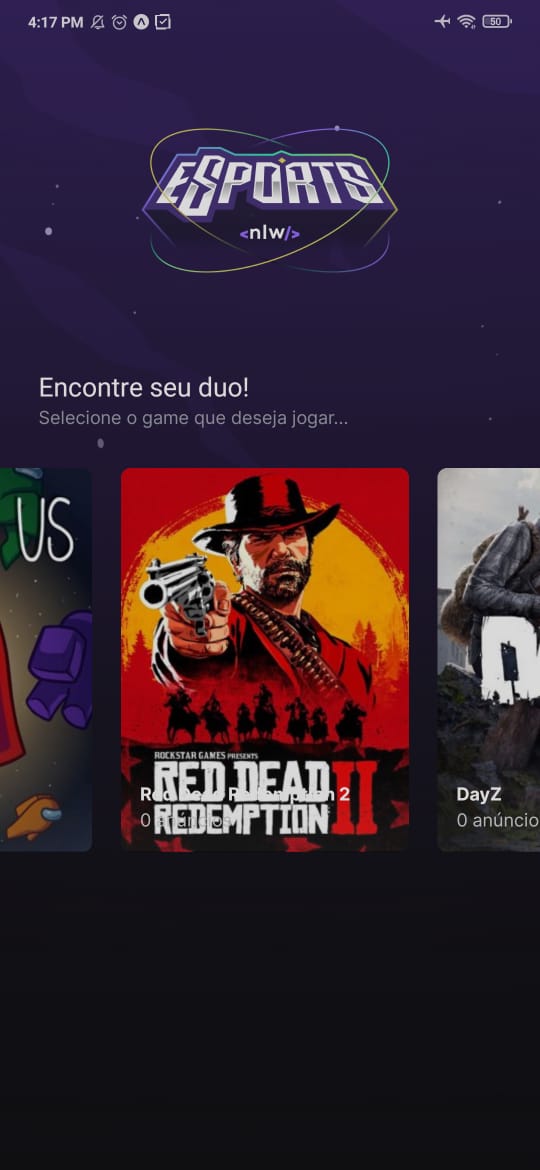 4:17 PM
50
ESPORTS
<nlw/>
Encontre seu duo!
Selecione o game que deseja jogar...
US
ROCKSTAR GAMES PRESENTS
RED DEAD
REDEMPTION II
Red Dead Redemption 2
0 anúncios
DayZ
0 anúncio